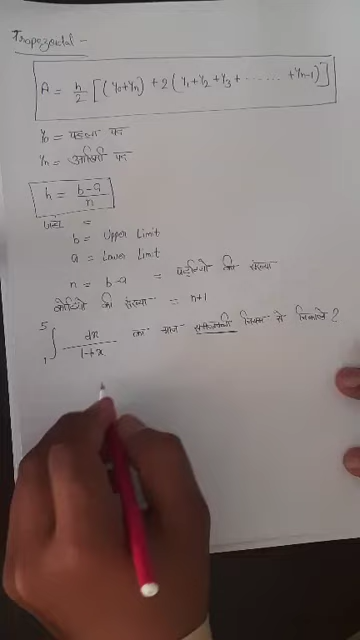 Trapezoidal -
A = h/2 [(y₀+yₙ) + 2(y₁+y₂+y₃+ ...... +yₙ₋₁)]
y₀ = पहला पद
yₙ = आखिरी पद
h = b-a/n
जहाँ =
b = Upper Limit
a = Lower Limit
n = b-a = पट्टियों की संख्या
कोटियों की संख्या = n+1
₁∫⁵ dx/1+x का मान समलम्बी नियम से निकालें?